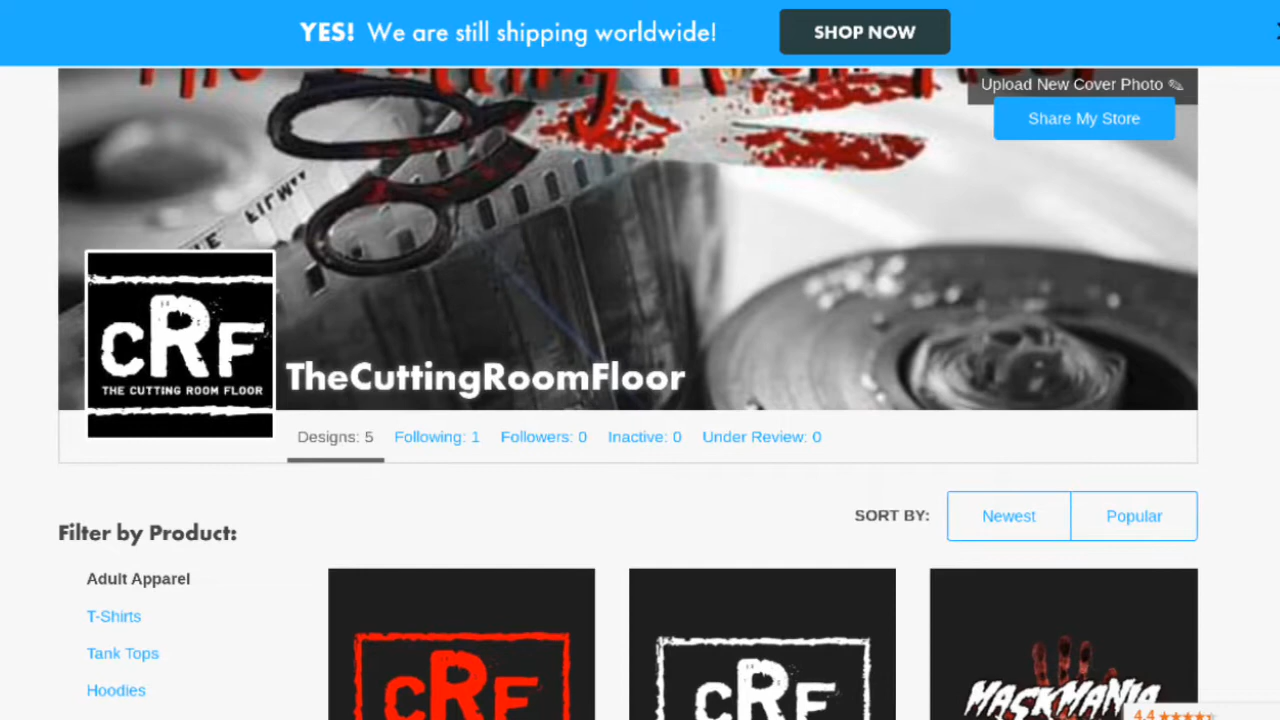 YES! We are still shipping worldwide!
SHOP NOW
Upload New Cover Photo
Share My Store
CRF
THE CUTTING ROOM FLOOR
TheCuttingRoomFloor
Designs: 5 Following: 1 Followers: 0 Inactive: 0 Under Review: 0
SORT BY: Newest Popular
Filter by Product:
Adult Apparel
T-Shirts
Tank Tops
Hoodies
CRF
CRF
MASKMANIA
4.4